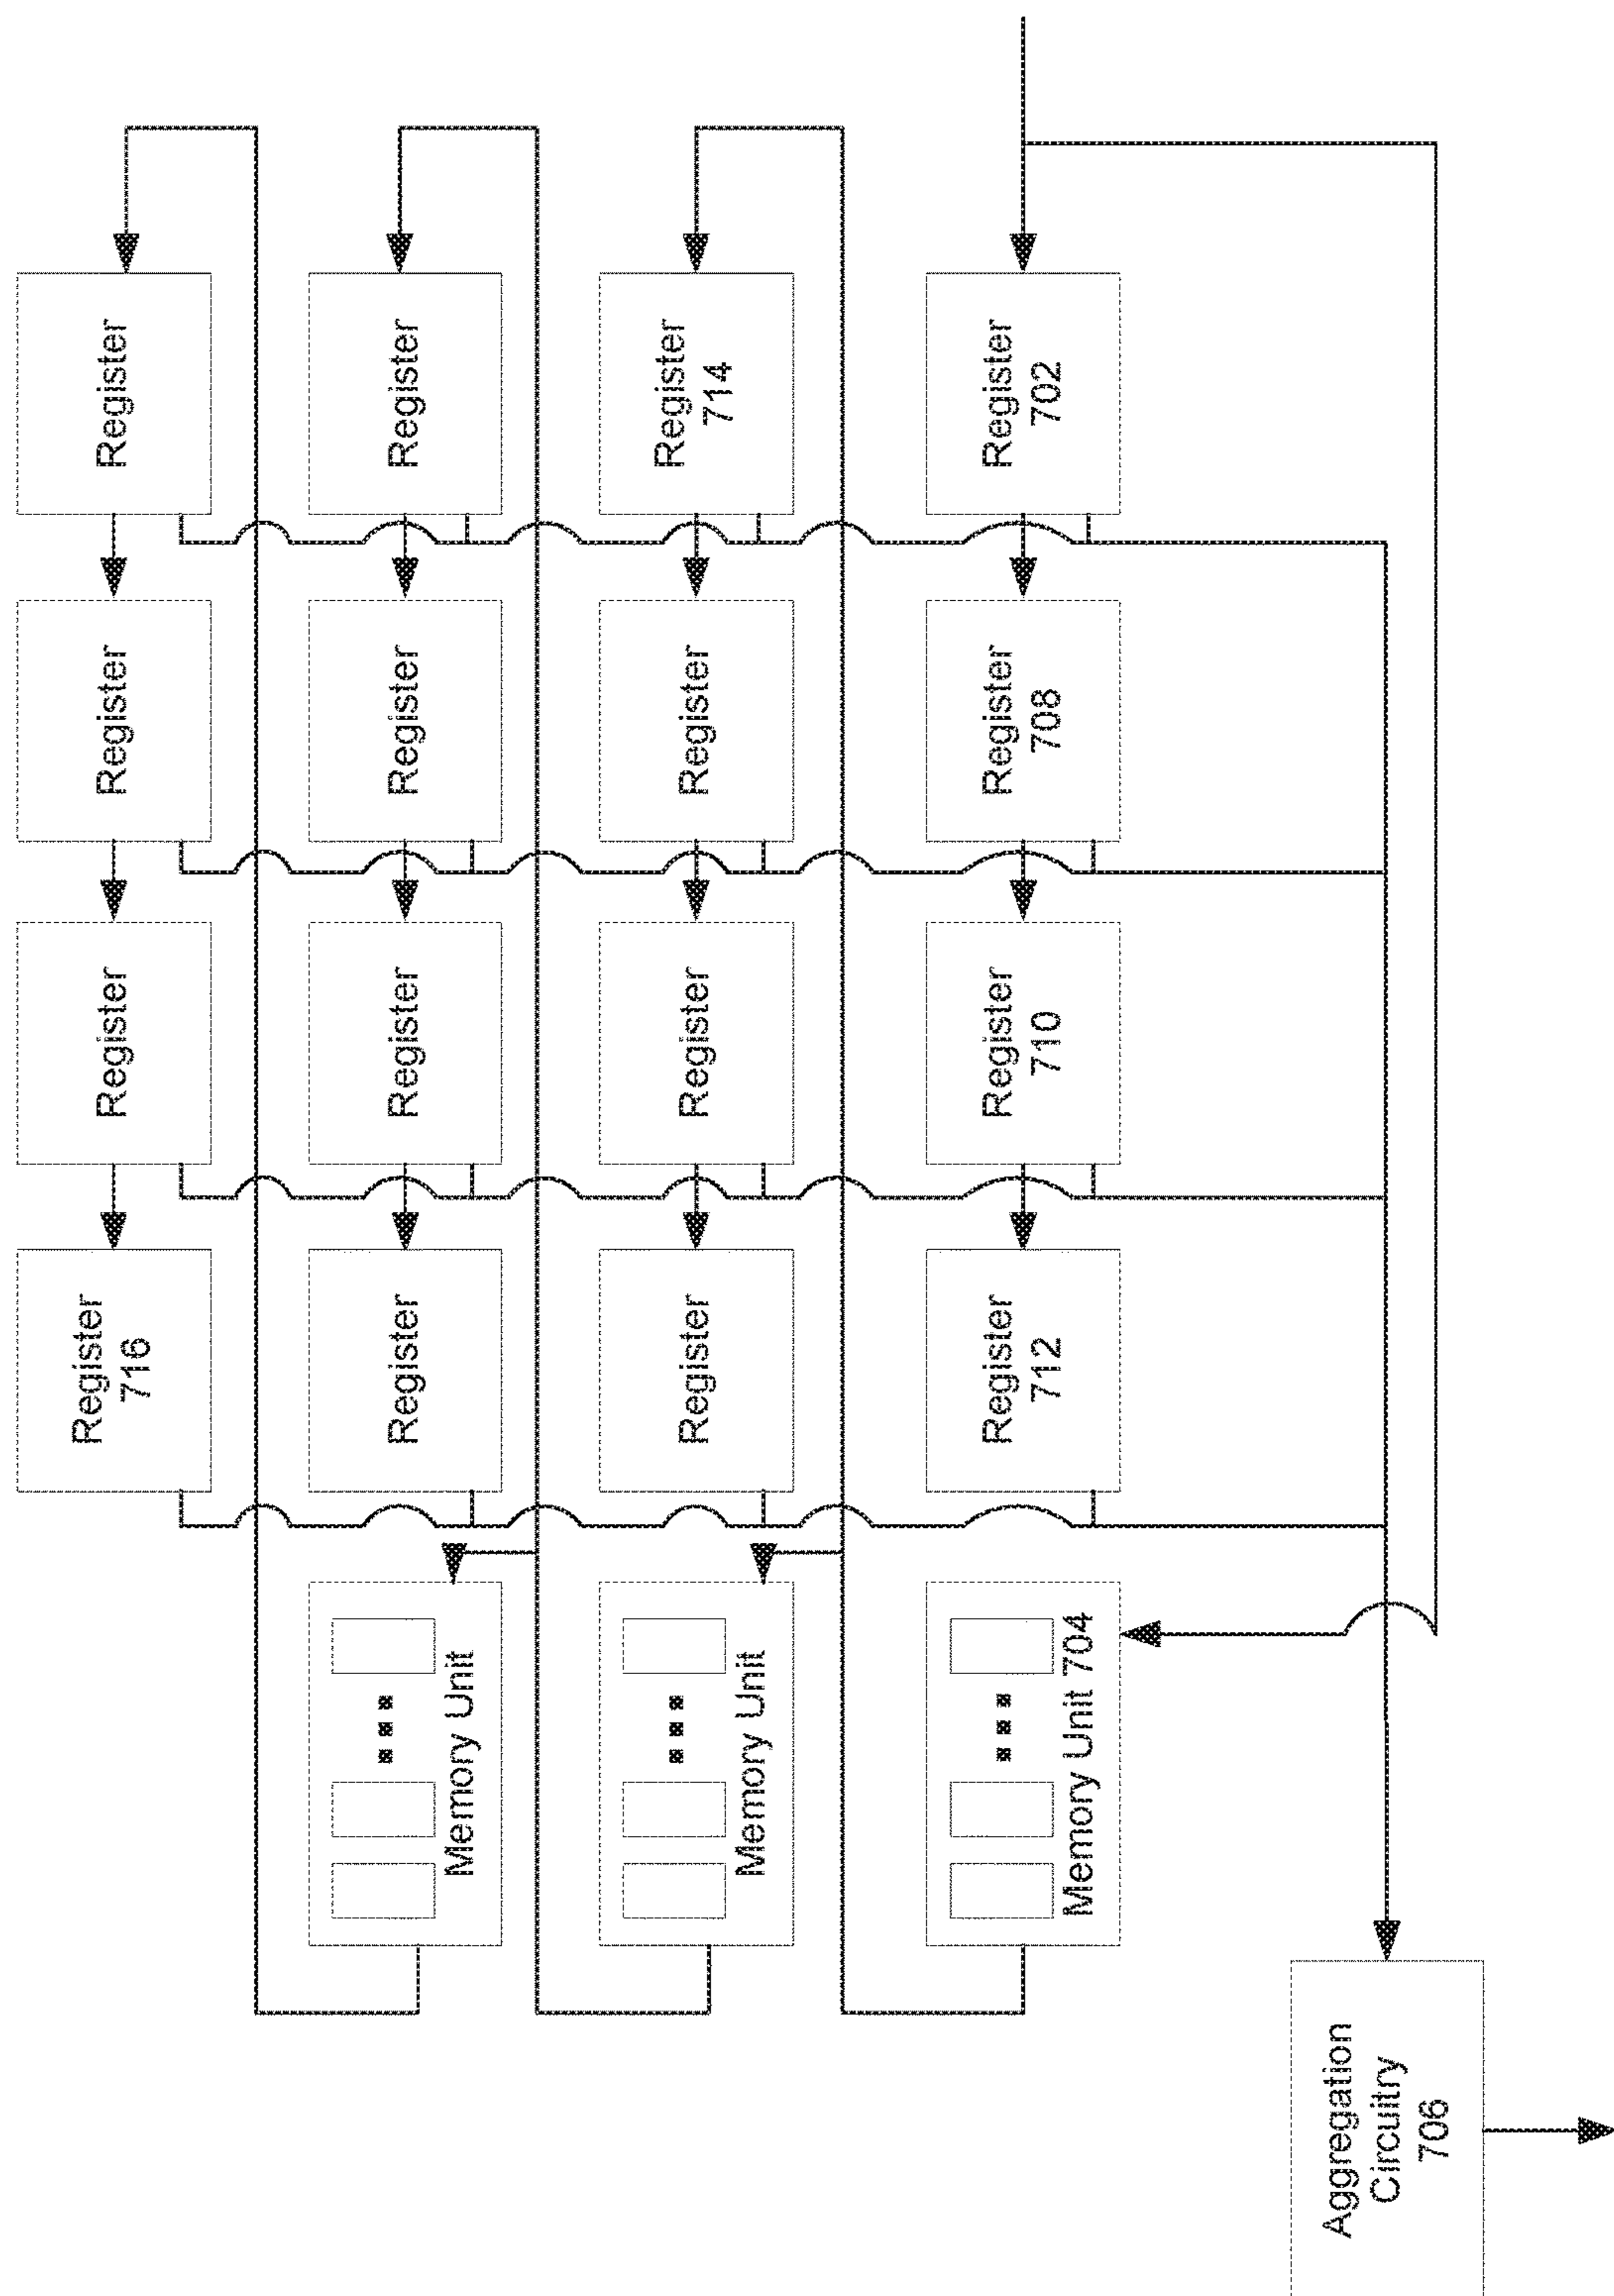 Register
716
Register
Register
Register
Memory Unit
Register
Register
Register
Register
Memory Unit
Register
Register
Register
Register
714
Memory Unit 704
Register
712
Register
710
Register
708
Register
702
Aggregation
Circuitry
706